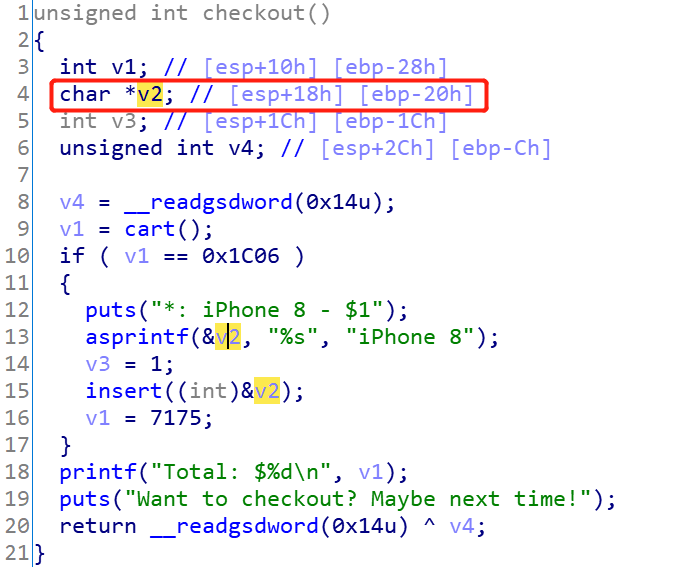 1 unsigned int checkout()
2 {
3   int v1; // [esp+10h] [ebp-28h]
4   char *v2; // [esp+18h] [ebp-20h]
5   int v3; // [esp+1Ch] [ebp-1Ch]
6   unsigned int v4; // [esp+2Ch] [ebp-Ch]
7
8   v4 = __readgsdword(0x14u);
9   v1 = cart();
10   if ( v1 == 0x1C06 )
11   {
12     puts("*: iPhone 8 - $1");
13     asprintf(&v2, "%s", "iPhone 8");
14     v3 = 1;
15     insert((int)&v2);
16     v1 = 7175;
17   }
18   printf("Total: $%d\n", v1);
19   puts("Want to checkout? Maybe next time!");
20   return __readgsdword(0x14u) ^ v4;
21 }